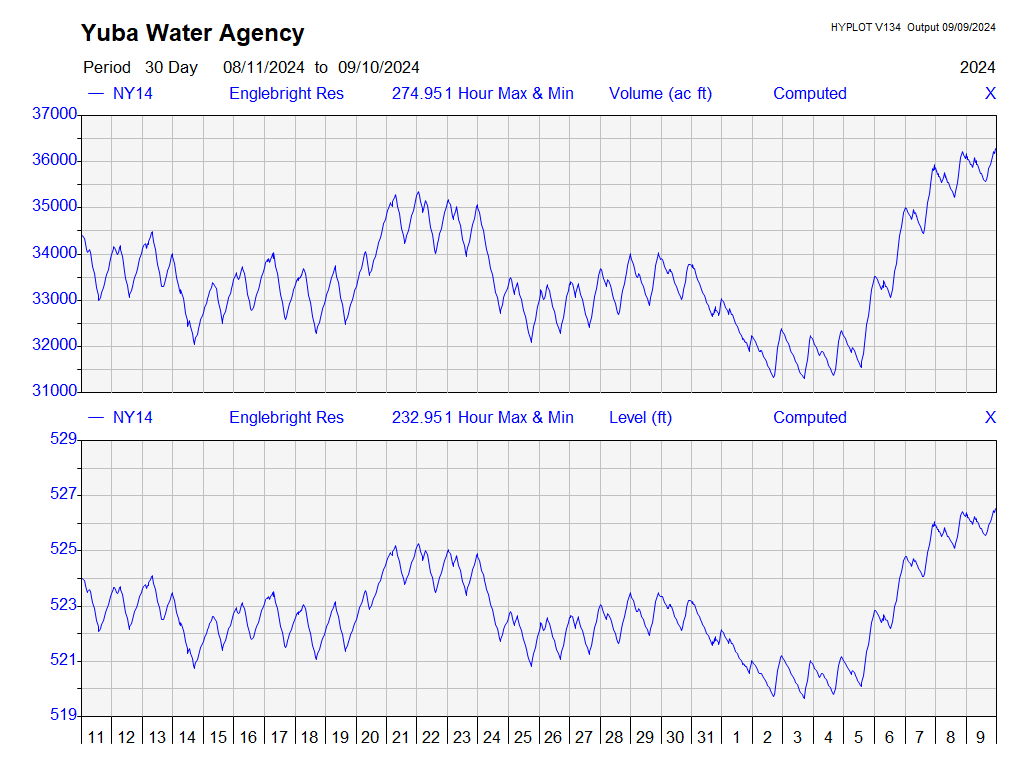 Yuba Water Agency
HYPLOT V134 Output 09/09/2024
Period 30 Day 08/11/2024 to 09/10/2024
2024
NY14 Englebright Res 274.951 Hour Max & Min Volume (ac ft) Computed X
37000
36000
35000
34000
33000
32000
31000
NY14 Englebright Res 232.951 Hour Max & Min Level (ft) Computed X
529
527
525
523
521
519
11 12 13 14 15 16 17 18 19 20 21 22 23 24 25 26 27 28 29 30 31 1 2 3 4 5 6 7 8 9